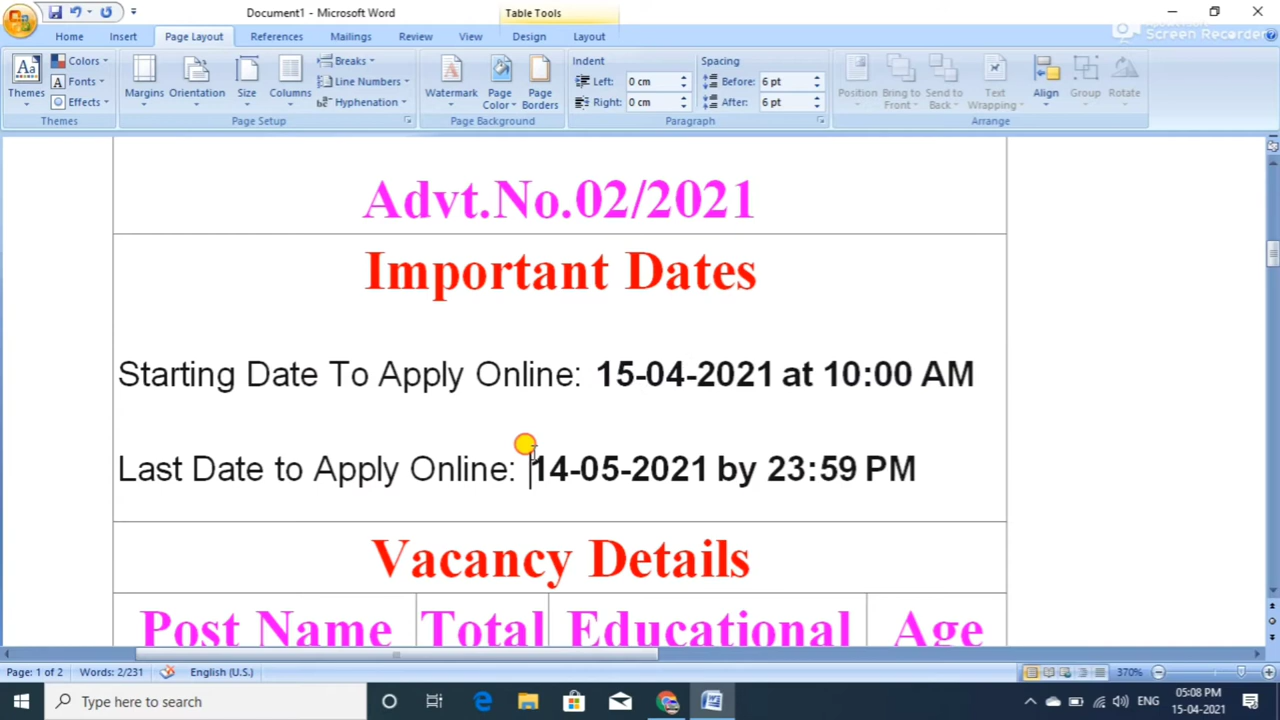 Document1 - Microsoft Word
Table Tools
Home Insert Page Layout References Mailings Review View Design Layout
Screen Recorder
Themes
Colors
Fonts
Effects
Themes
Margins
Orientation
Size
Columns
Breaks
Line Numbers
Hyphenation
Page Setup
Watermark
Page Color
Page Borders
Page Background
Indent
Left: 0 cm
Right: 0 cm
Spacing
Before: 6 pt
After: 6 pt
Paragraph
Position
Bring to Front
Send to Back
Text Wrapping
Align
Group
Rotate
Arrange
Advt.No.02/2021
Important Dates
Starting Date To Apply Online: 15-04-2021 at 10:00 AM
Last Date to Apply Online: 14-05-2021 by 23:59 PM
Vacancy Details
Post Name Total Educational Age
Page: 1 of 2 Words: 2/231 English (U.S.) 370%
Type here to search
ENG
05:08 PM
15-04-2021